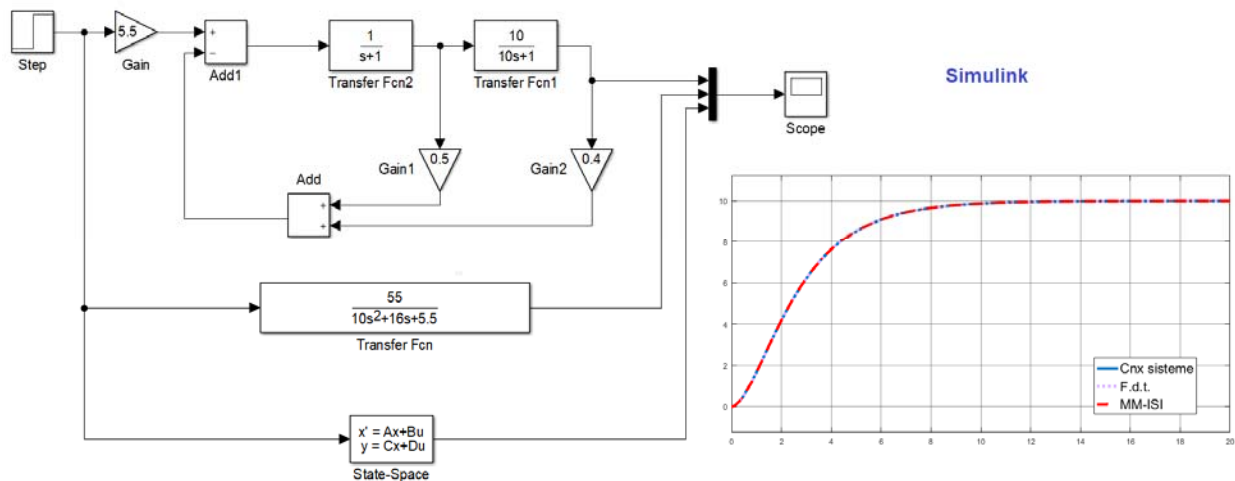 Step
5.5
Gain
+
−
Add1
1
s+1
Transfer Fcn2
10
10s+1
Transfer Fcn1
Scope
Simulink
0.5
Gain1
0.4
Gain2
Add
+
+
55
10s²+16s+5.5
Transfer Fcn
x' = Ax+Bu
y = Cx+Du
State-Space
10
8
6
4
2
0
0 2 4 6 8 10 12 14 16 18 20
Cnx sisteme
F.d.t.
MM-ISI